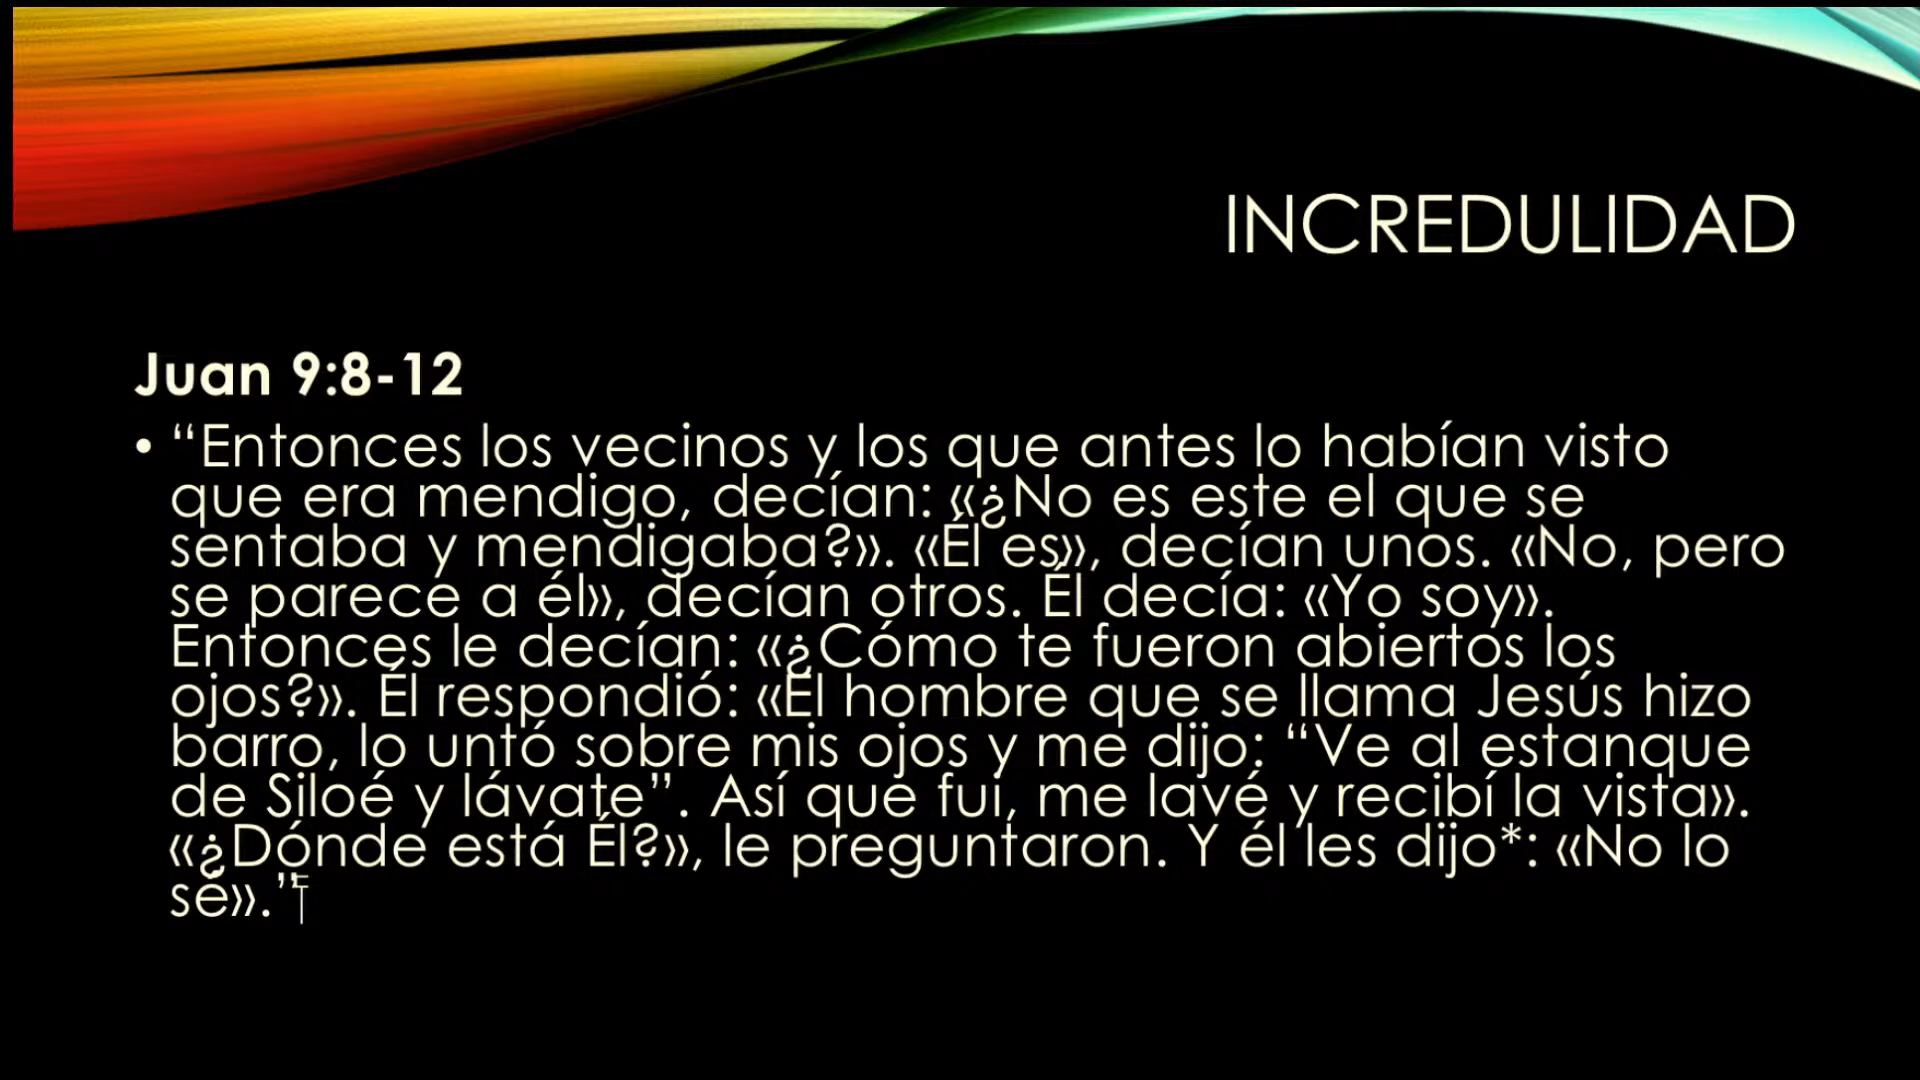 INCREDULIDAD
Juan 9:8-12
• “Entonces los vecinos y los que antes lo habían visto
que era mendigo, decían: «¿No es este el que se
sentaba y mendigaba?». «Él es», decían unos. «No, pero
se parece a él», decían otros. Él decía: «Yo soy».
Entonces le decían: «¿Cómo te fueron abiertos los
ojos?». Él respondió: «El hombre que se llama Jesús hizo
barro, lo untó sobre mis ojos y me dijo: “Ve al estanque
de Siloé y lávate”. Así que fui, me lavé y recibí la vista».
«¿Dónde está Él?», le preguntaron. Y él les dijo*: «No lo
sé».”